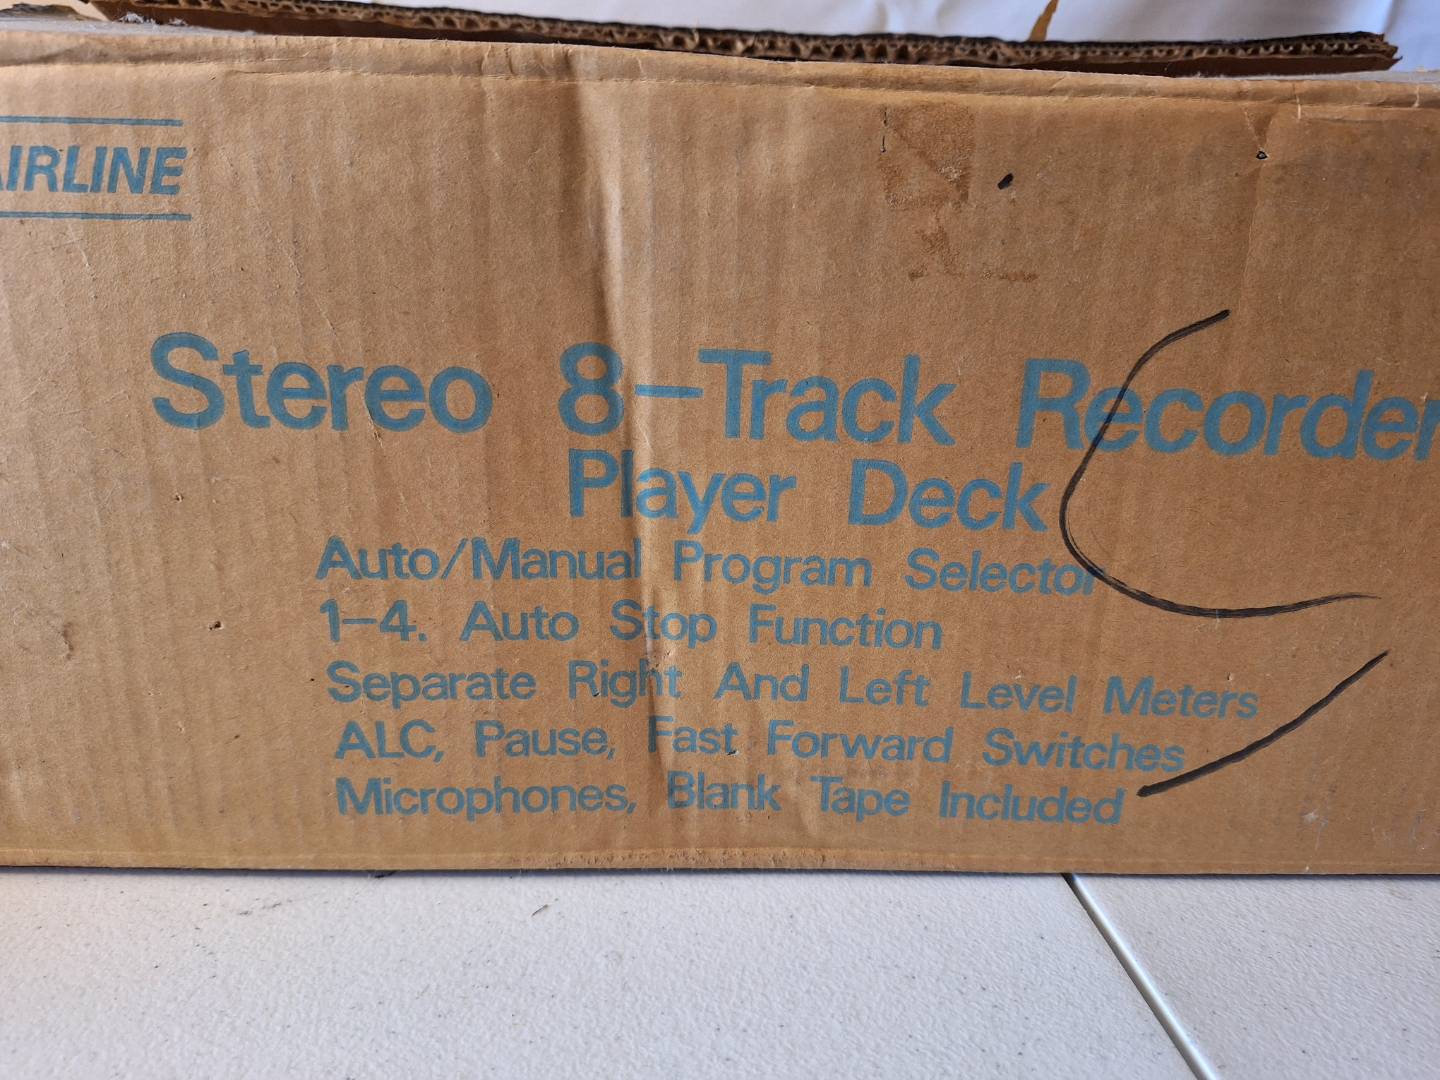 AIRLINE
Stereo 8-Track Recorder
Player Deck
Auto/Manual Program Selector
1-4. Auto Stop Function
Separate Right And Left Level Meters
ALC, Pause, Fast Forward Switches
Microphones, Blank Tape Included